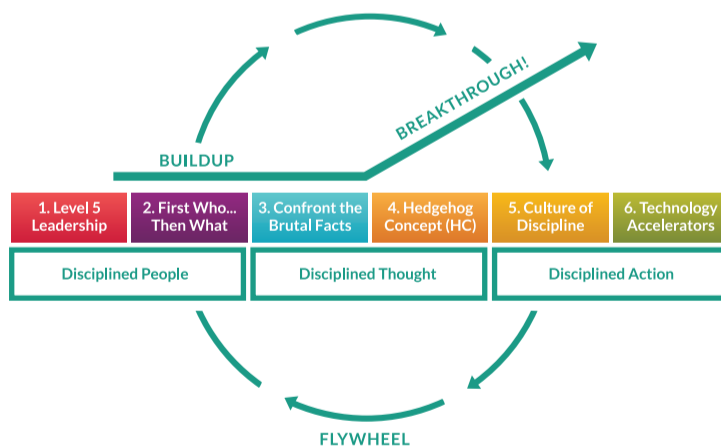 BREAKTHROUGH!
BUILDUP
1. Level 5
Leadership
2. First Who...
Then What
3. Confront the
Brutal Facts
4. Hedgehog
Concept (HC)
5. Culture of
Discipline
6. Technology
Accelerators
Disciplined People
Disciplined Thought
Disciplined Action
FLYWHEEL